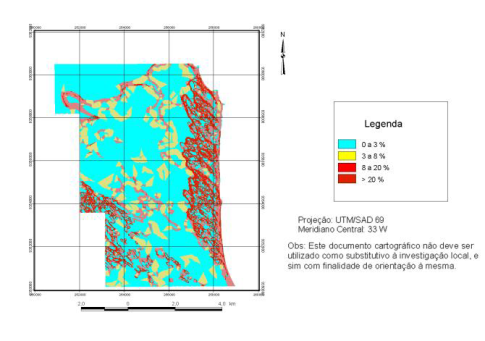 N
Legenda
0 a 3 %
3 a 8 %
8 a 20 %
> 20 %
Projeção: UTM/SAD 69
Meridiano Central: 33 W
Obs: Este documento cartográfico não deve ser
utilizado como substitutivo à investigação local, e
sim com finalidade de orientação à mesma.
2.0 0 2.0 4.0 km